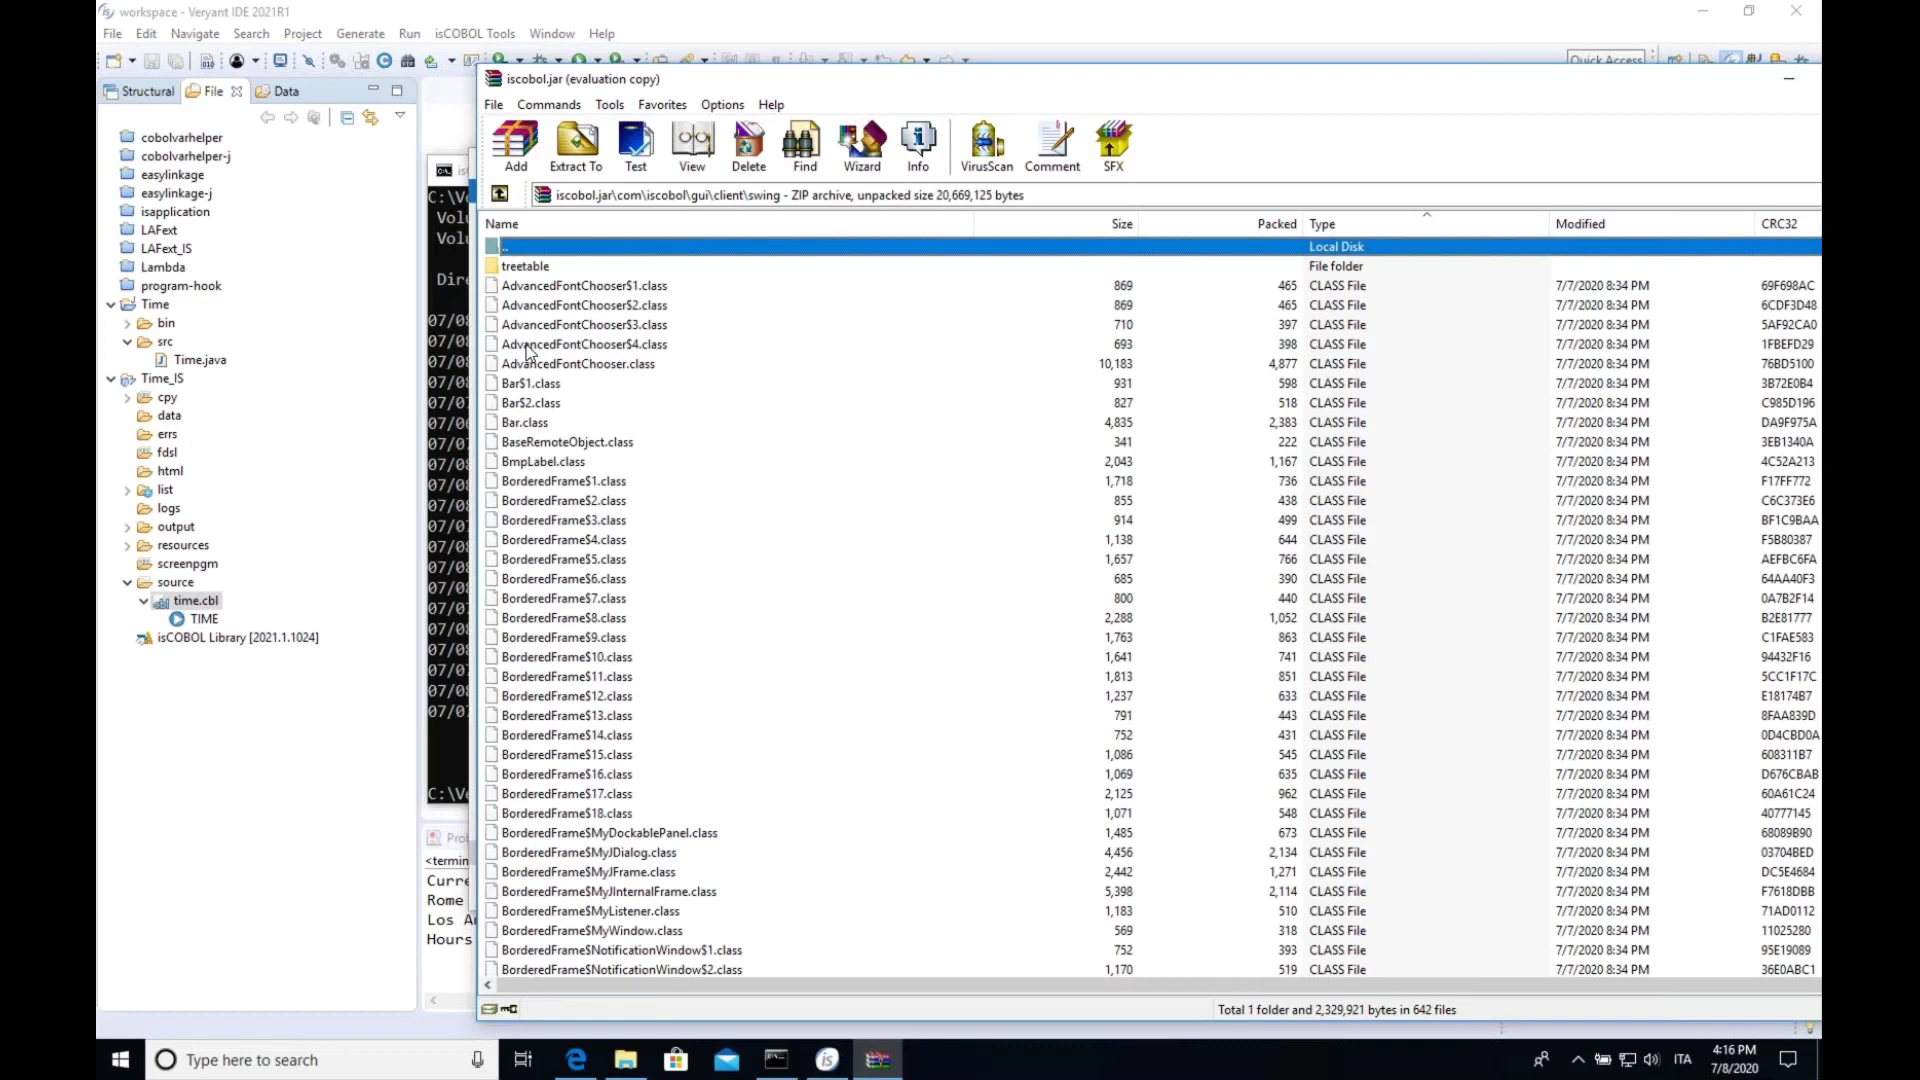 workspace - Veryant IDE 2021R1
File Edit Navigate Search Project Generate Run isCOBOL Tools Window Help
Quick Access
Structural File Data
cobolvarhelper
cobolvarhelper-j
easylinkage
easylinkage-j
isapplication
LAFext
LAFext_IS
Lambda
program-hook
Time
bin
src
Time.java
Time_IS
cpy
data
errs
fdsl
html
list
logs
output
resources
screenpgm
source
time.cbl
TIME
isCOBOL Library [2021.1.1024]
C:\Ve
Volu
Volu
Dire
C:\Ve
Curre
Rome
Los A
Hours
iscobol.jar (evaluation copy)
File Commands Tools Favorites Options Help
Add Extract To Test View Delete Find Wizard Info VirusScan Comment SFX
iscobol.jar\com\iscobol\gui\client\swing - ZIP archive, unpacked size 20,669,125 bytes
Name Size Packed Type Modified CRC32
.. Local Disk
treetable File folder
AdvancedFontChooser$1.class 869 465 CLASS File 7/7/2020 8:34 PM 69F698AC
AdvancedFontChooser$2.class 869 465 CLASS File 7/7/2020 8:34 PM 6CDF3D48
AdvancedFontChooser$3.class 710 397 CLASS File 7/7/2020 8:34 PM 5AF92CA0
AdvancedFontChooser$4.class 693 398 CLASS File 7/7/2020 8:34 PM 1FBEFD29
AdvancedFontChooser.class 10,183 4,877 CLASS File 7/7/2020 8:34 PM 76BD5100
Bar$1.class 931 598 CLASS File 7/7/2020 8:34 PM 3B72E0B4
Bar$2.class 827 518 CLASS File 7/7/2020 8:34 PM C985D196
Bar.class 4,835 2,383 CLASS File 7/7/2020 8:34 PM DA9F975A
BaseRemoteObject.class 341 222 CLASS File 7/7/2020 8:34 PM 3EB1340A
BmpLabel.class 2,043 1,167 CLASS File 7/7/2020 8:34 PM 4C52A213
BorderedFrame$1.class 1,718 736 CLASS File 7/7/2020 8:34 PM F17FF772
BorderedFrame$2.class 855 438 CLASS File 7/7/2020 8:34 PM C6C373E6
BorderedFrame$3.class 914 499 CLASS File 7/7/2020 8:34 PM BF1C9BAA
BorderedFrame$4.class 1,138 644 CLASS File 7/7/2020 8:34 PM F5B80387
BorderedFrame$5.class 1,657 766 CLASS File 7/7/2020 8:34 PM AEFBC6FA
BorderedFrame$6.class 685 390 CLASS File 7/7/2020 8:34 PM 64AA40F3
BorderedFrame$7.class 800 440 CLASS File 7/7/2020 8:34 PM 0A7B2F14
BorderedFrame$8.class 2,288 1,052 CLASS File 7/7/2020 8:34 PM B2E81777
BorderedFrame$9.class 1,763 863 CLASS File 7/7/2020 8:34 PM C1FAE583
BorderedFrame$10.class 1,641 741 CLASS File 7/7/2020 8:34 PM 94432F16
BorderedFrame$11.class 1,813 851 CLASS File 7/7/2020 8:34 PM 5CC1F17C
BorderedFrame$12.class 1,237 633 CLASS File 7/7/2020 8:34 PM E18174B7
BorderedFrame$13.class 791 443 CLASS File 7/7/2020 8:34 PM 8FAA839D
BorderedFrame$14.class 752 431 CLASS File 7/7/2020 8:34 PM 0D4CBD0A
BorderedFrame$15.class 1,086 545 CLASS File 7/7/2020 8:34 PM 608311B7
BorderedFrame$16.class 1,069 635 CLASS File 7/7/2020 8:34 PM D676CBAB
BorderedFrame$17.class 2,125 962 CLASS File 7/7/2020 8:34 PM 60A61C24
BorderedFrame$18.class 1,071 548 CLASS File 7/7/2020 8:34 PM 40777145
BorderedFrame$MyDockablePanel.class 1,485 673 CLASS File 7/7/2020 8:34 PM 68089B90
BorderedFrame$MyJDialog.class 4,456 2,134 CLASS File 7/7/2020 8:34 PM 03704BED
BorderedFrame$MyJFrame.class 2,442 1,271 CLASS File 7/7/2020 8:34 PM DC5E4684
BorderedFrame$MyJInternalFrame.class 5,398 2,114 CLASS File 7/7/2020 8:34 PM F7618DBB
BorderedFrame$MyListener.class 1,183 510 CLASS File 7/7/2020 8:34 PM 71AD0112
BorderedFrame$MyWindow.class 569 318 CLASS File 7/7/2020 8:34 PM 11025280
BorderedFrame$NotificationWindow$1.class 752 393 CLASS File 7/7/2020 8:34 PM 95E19089
BorderedFrame$NotificationWindow$2.class 1,170 519 CLASS File 7/7/2020 8:34 PM 36E0ABC1
Total 1 folder and 2,329,921 bytes in 642 files
Type here to search
ITA
4:16 PM
7/8/2020